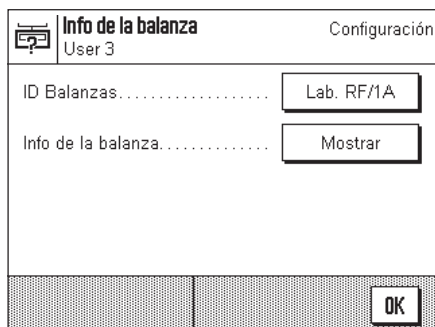 Info de la balanza
Configuración
User 3
ID Balanzas.................... Lab. RF/1A
Info de la balanza.............. Mostrar
OK